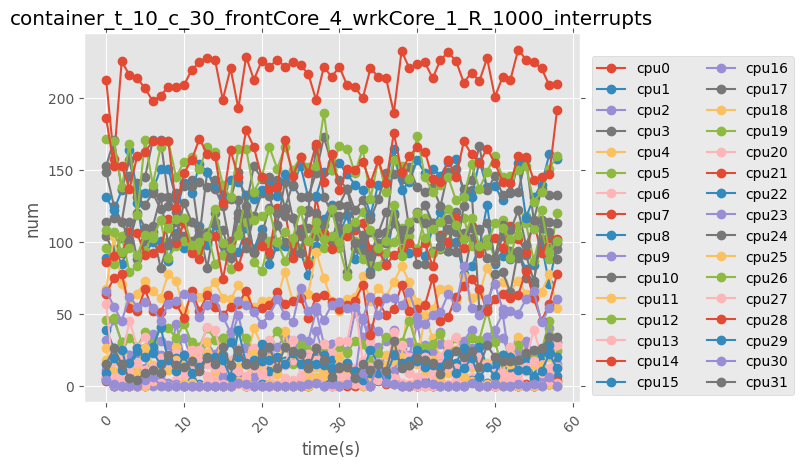 container_t_10_c_30_frontCore_4_wrkCore_1_R_1000_interrupts
num
200
150
100
50
0
0
10
20
30
40
50
60
time(s)
cpu0
cpu1
cpu2
cpu3
cpu4
cpu5
cpu6
cpu7
cpu8
cpu9
cpu10
cpu11
cpu12
cpu13
cpu14
cpu15
cpu16
cpu17
cpu18
cpu19
cpu20
cpu21
cpu22
cpu23
cpu24
cpu25
cpu26
cpu27
cpu28
cpu29
cpu30
cpu31